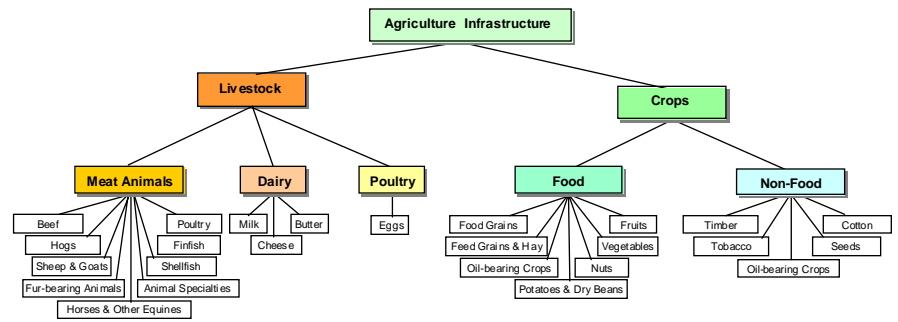 Agriculture Infrastructure
Livestock
Crops
Meat Animals
Dairy
Poultry
Food
Non-Food
Beef
Poultry
Hogs
Finfish
Sheep & Goats
Shellfish
Fur-bearing Animals
Animal Specialties
Horses & Other Equines
Milk
Butter
Cheese
Eggs
Food Grains
Fruits
Feed Grains & Hay
Vegetables
Oil-bearing Crops
Nuts
Potatoes & Dry Beans
Timber
Cotton
Tobacco
Seeds
Oil-bearing Crops